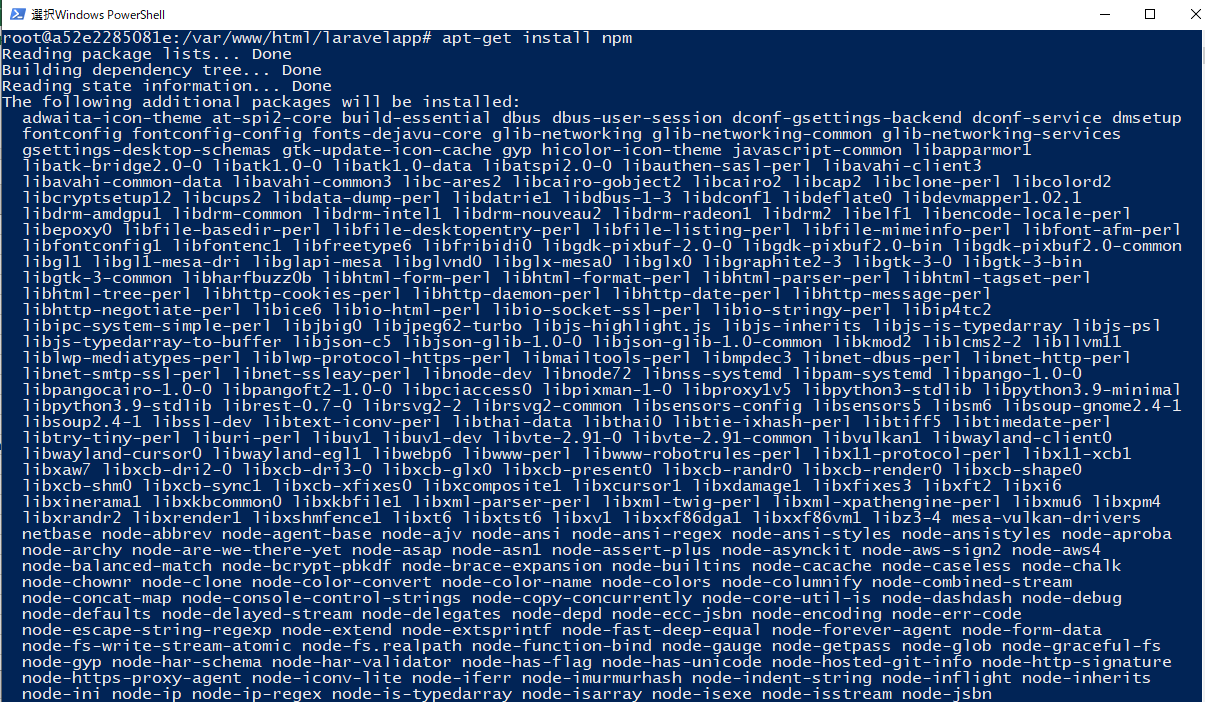 選択Windows PowerShell
root@a52e2285081e:/var/www/html/laravelapp# apt-get install npm
Reading package lists... Done
Building dependency tree... Done
Reading state information... Done
The following additional packages will be installed:
adwaita-icon-theme at-spi2-core build-essential dbus dbus-user-session dconf-gsettings-backend dconf-service dmsetup
fontconfig fontconfig-config fonts-dejavu-core glib-networking glib-networking-common glib-networking-services
gsettings-desktop-schemas gtk-update-icon-cache gyp hicolor-icon-theme javascript-common libapparmor1
libatk-bridge2.0-0 libatk1.0-0 libatk1.0-data libatspi2.0-0 libauthen-sasl-perl libavahi-client3
libavahi-common-data libavahi-common3 libc-ares2 libcairo-gobject2 libcairo2 libcap2 libclone-perl libcolord2
libcryptsetup12 libcups2 libdata-dump-perl libdatrie1 libdbus-1-3 libdconf1 libdeflate0 libdevmapper1.02.1
libdrm-amdgpu1 libdrm-common libdrm-intel1 libdrm-nouveau2 libdrm-radeon1 libdrm2 libelf1 libencode-locale-perl
libepoxy0 libfile-basedir-perl libfile-desktopentry-perl libfile-listing-perl libfile-mimeinfo-perl libfont-afm-perl
libfontconfig1 libfontenc1 libfreetype6 libfribidi0 libgdk-pixbuf-2.0-0 libgdk-pixbuf2.0-bin libgdk-pixbuf2.0-common
libgl1 libgl1-mesa-dri libglapi-mesa libglvnd0 libglx-mesa0 libglx0 libgraphite2-3 libgtk-3-0 libgtk-3-bin
libgtk-3-common libharfbuzz0b libhtml-form-perl libhtml-format-perl libhtml-parser-perl libhtml-tagset-perl
libhtml-tree-perl libhttp-cookies-perl libhttp-daemon-perl libhttp-date-perl libhttp-message-perl
libhttp-negotiate-perl libice6 libio-html-perl libio-socket-ssl-perl libio-stringy-perl libip4tc2
libipc-system-simple-perl libjbig0 libjpeg62-turbo libjs-highlight.js libjs-inherits libjs-is-typedarray libjs-psl
libjs-typedarray-to-buffer libjson-c5 libjson-glib-1.0-0 libjson-glib-1.0-common libkmod2 liblcms2-2 libllvm11
liblwp-mediatypes-perl liblwp-protocol-https-perl libmailtools-perl libmpdec3 libnet-dbus-perl libnet-http-perl
libnet-smtp-ssl-perl libnet-ssleay-perl libnode-dev libnode72 libnss-systemd libpam-systemd libpango-1.0-0
libpangocairo-1.0-0 libpangoft2-1.0-0 libpciaccess0 libpixman-1-0 libproxy1v5 libpython3-stdlib libpython3.9-minimal
libpython3.9-stdlib librest-0.7-0 librsvg2-2 librsvg2-common libsensors-config libsensors5 libsm6 libsoup-gnome2.4-1
libsoup2.4-1 libssl-dev libtext-iconv-perl libthai-data libthai0 libtie-ixhash-perl libtiff5 libtimedate-perl
libtry-tiny-perl liburi-perl libuv1 libuv1-dev libvte-2.91-0 libvte-2.91-common libvulkan1 libwayland-client0
libwayland-cursor0 libwayland-egl1 libwebp6 libwww-perl libwww-robotrules-perl libx11-protocol-perl libx11-xcb1
libxaw7 libxcb-dri2-0 libxcb-dri3-0 libxcb-glx0 libxcb-present0 libxcb-randr0 libxcb-render0 libxcb-shape0
libxcb-shm0 libxcb-sync1 libxcb-xfixes0 libxcomposite1 libxcursor1 libxdamage1 libxfixes3 libxft2 libxi6
libxinerama1 libxkbcommon0 libxkbfile1 libxml-parser-perl libxml-twig-perl libxml-xpathengine-perl libxmu6 libxpm4
libxrandr2 libxrender1 libxshmfence1 libxt6 libxtst6 libxv1 libxxf86dga1 libxxf86vm1 libz3-4 mesa-vulkan-drivers
netbase node-abbrev node-agent-base node-ajv node-ansi node-ansi-regex node-ansi-styles node-ansistyles node-aproba
node-archy node-are-we-there-yet node-asap node-asn1 node-assert-plus node-asynckit node-aws-sign2 node-aws4
node-balanced-match node-bcrypt-pbkdf node-brace-expansion node-builtins node-cacache node-caseless node-chalk
node-chownr node-clone node-color-convert node-color-name node-colors node-columnify node-combined-stream
node-concat-map node-console-control-strings node-copy-concurrently node-core-util-is node-dashdash node-debug
node-defaults node-delayed-stream node-delegates node-depd node-ecc-jsbn node-encoding node-err-code
node-escape-string-regexp node-extend node-extsprintf node-fast-deep-equal node-forever-agent node-form-data
node-fs-write-stream-atomic node-fs.realpath node-function-bind node-gauge node-getpass node-glob node-graceful-fs
node-gyp node-har-schema node-har-validator node-has-flag node-has-unicode node-hosted-git-info node-http-signature
node-https-proxy-agent node-iconv-lite node-iferr node-imurmurhash node-indent-string node-inflight node-inherits
node-ini node-ip node-ip-regex node-is-typedarray node-isarray node-isexe node-isstream node-jsbn